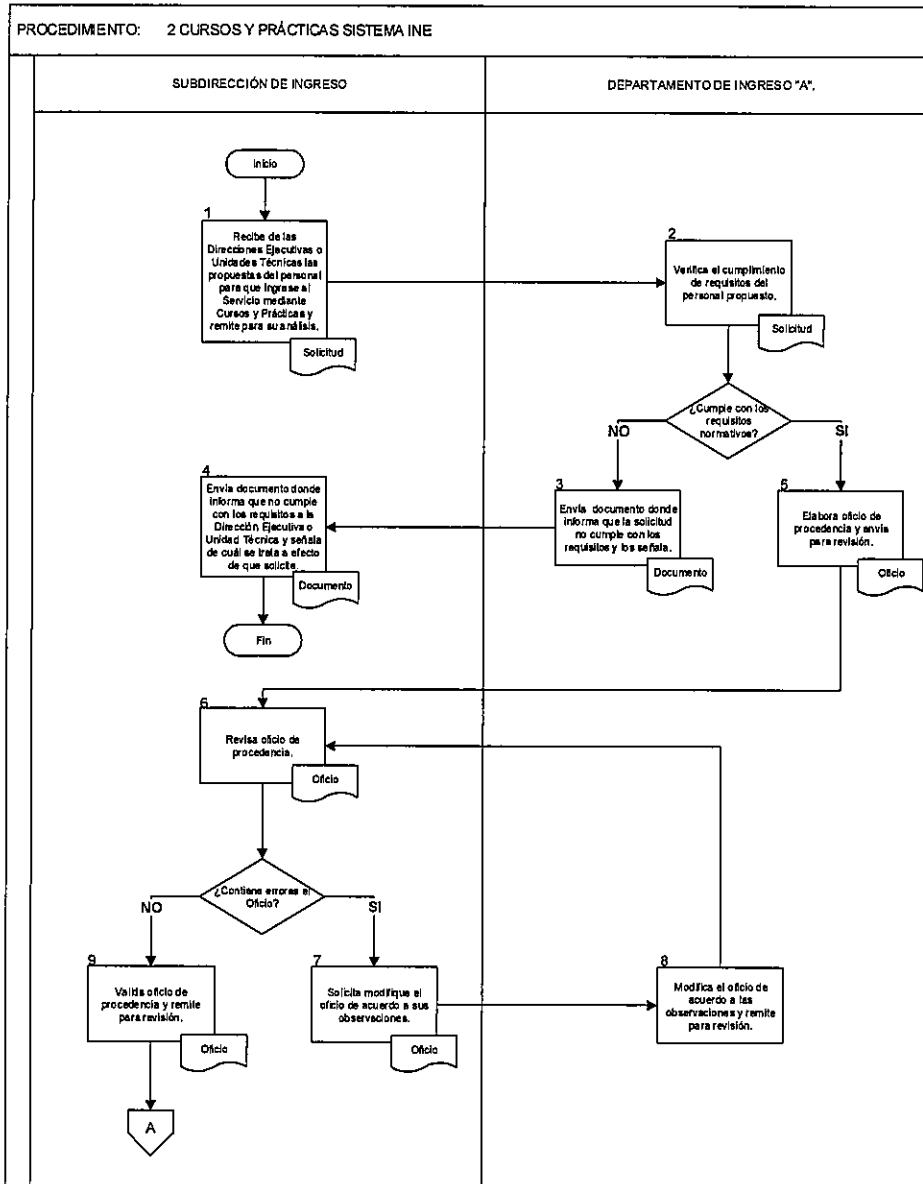 PROCEDIMIENTO: 2 CURSOS Y PRÁCTICAS SISTEMA INE
SUBDIRECCIÓN DE INGRESO
DEPARTAMENTO DE INGRESO "A".
Inicio
1
Recibe de las
Direcciones Ejecutivas o
Unidades Técnicas las
propuestas del personal
para que ingrese al
Servicio mediante
Cursos y Prácticas y
remite para su análisis.
Solicitud
2
Verifica el cumplimiento
de requisitos del
personal propuesto.
Solicitud
¿Cumple con los
requisitos
normativos?
NO
SI
4
Envía documento donde
informa que no cumple
con los requisitos a la
Dirección Ejecutiva o
Unidad Técnica y señala
de cuál se trata a efecto
de que solicite.
Documento
Fin
3
Envía documento donde
informa que la solicitud
no cumple con los
requisitos y los señala.
Documento
5
Elabora oficio de
procedencia y envía
para revisión.
Oficio
6
Revisa oficio de
procedencia.
Oficio
¿Contiene errores el
Oficio?
NO
SI
9
Valida oficio de
procedencia y remite
para revisión.
Oficio
7
Solicita modifique el
oficio de acuerdo a sus
observaciones.
Oficio
8
Modifica el oficio de
acuerdo a las
observaciones y remite
para revisión.
A